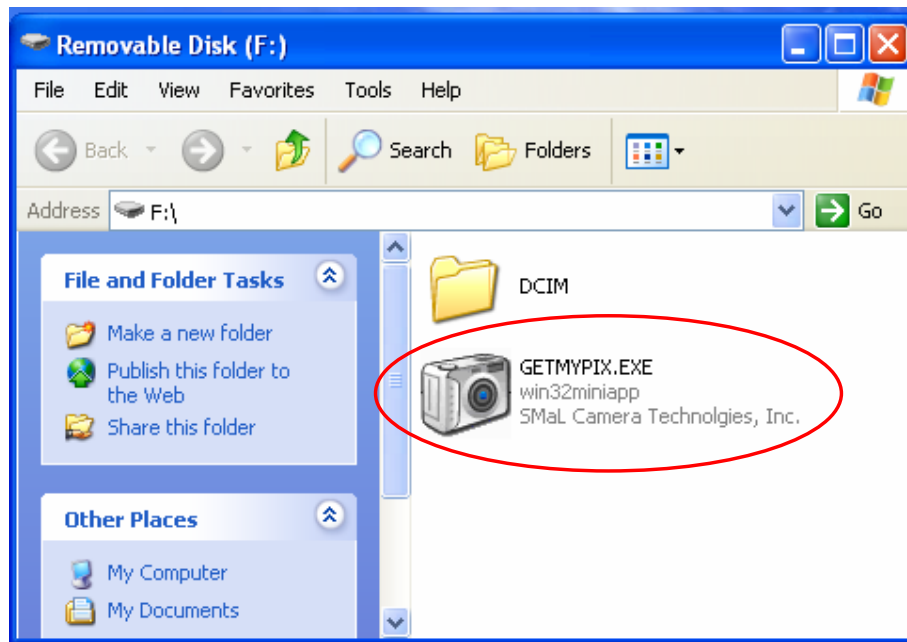 Removable Disk (F:)
File Edit View Favorites Tools Help
Back Search Folders
Address F:\ Go
File and Folder Tasks
Make a new folder
Publish this folder to
the Web
Share this folder
Other Places
My Computer
My Documents
DCIM
GETMYPIX.EXE
win32miniapp
SMaL Camera Technolgies, Inc.